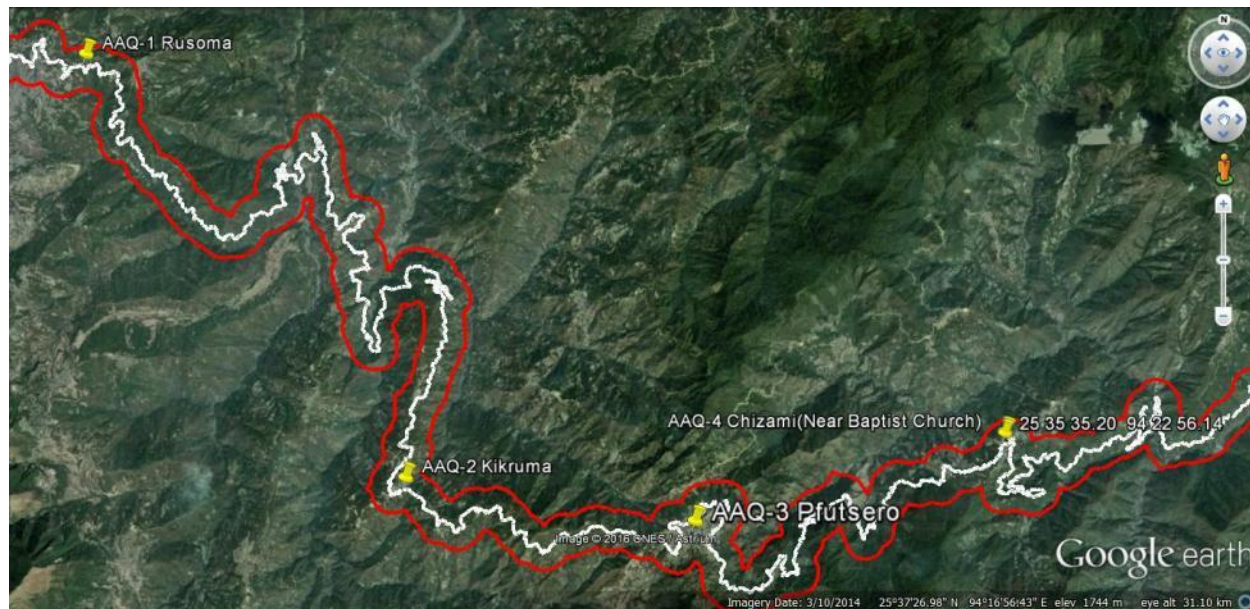 N
AAQ-1 Rusoma
AAQ-4 Chizami(Near Baptist Church) 25 35 35.20 94 22 56.14
AAQ-2 Kikruma
AAQ-3 Pfutsero
Image © 2016 CNES / Astrium
Google earth
Imagery Date: 3/10/2014 25°37'26.98" N 94°16'56.43" E elev 1744 m eye alt 31.10 km